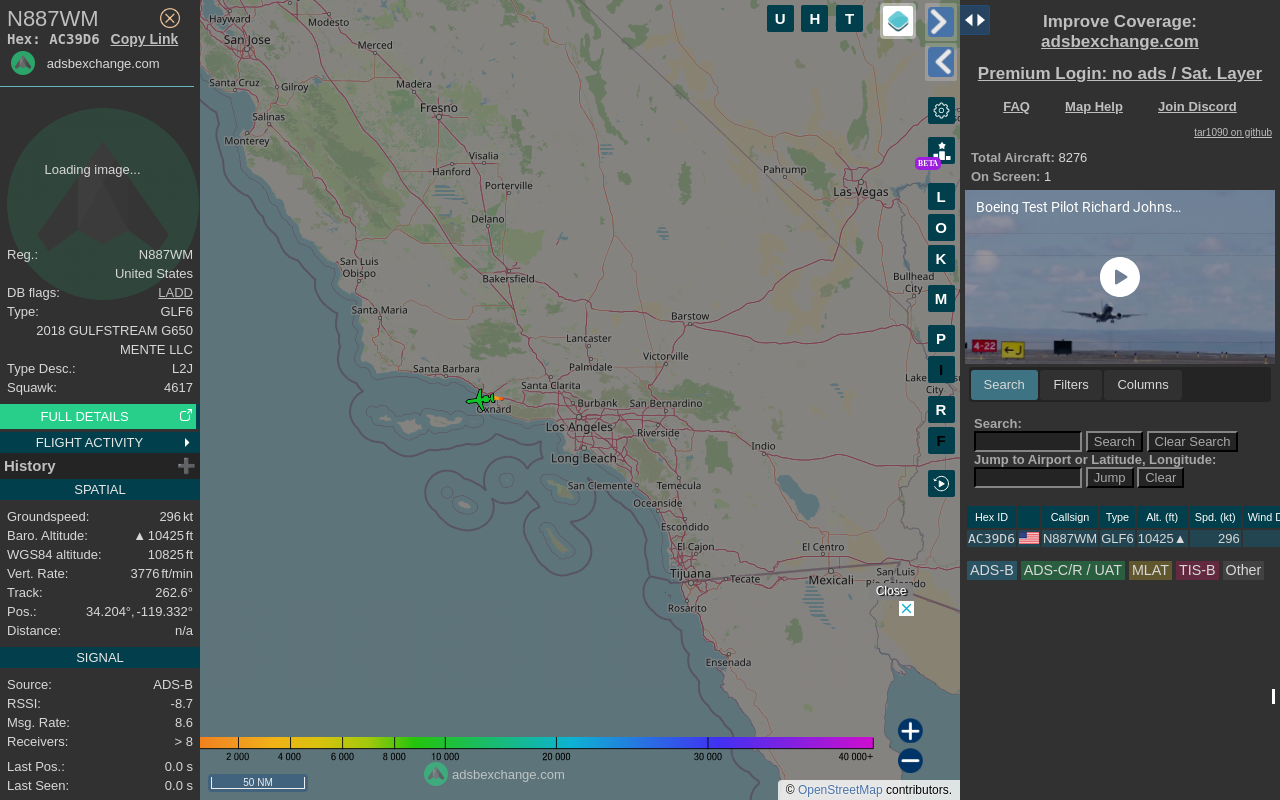 N887WM
Hex: AC39D6 Copy Link
adsbexchange.com
Loading image...
Reg.: N887WM
United States
DB flags: LADD
Type: GLF6
2018 GULFSTREAM G650
MENTE LLC
Type Desc.: L2J
Squawk: 4617
FULL DETAILS
FLIGHT ACTIVITY
History
SPATIAL
Groundspeed: 296 kt
Baro. Altitude: ▲ 10425 ft
WGS84 altitude: 10825 ft
Vert. Rate: 3776 ft/min
Track: 262.6°
Pos.: 34.204°, -119.332°
Distance: n/a
SIGNAL
Source: ADS-B
RSSI: -8.7
Msg. Rate: 8.6
Receivers: > 8
Last Pos.: 0.0 s
Last Seen: 0.0 s
Hayward
Modesto
San Jose
Merced
Santa Cruz
Gilroy
Madera
Fresno
Salinas
Monterey
Visalia
Hanford
Porterville
Pahrump
Las Vegas
Delano
San Luis
Obispo
Bakersfield
Bullhead
City
Santa Maria
Barstow
Lancaster
Victorville
Palmdale
Santa Barbara
Santa Clarita
City
Oxnard
Burbank
San Bernardino
Los Angeles
Riverside
Indio
Long Beach
San Clemente
Temecula
Oceanside
Escondido
El Cajon
El Centro
Tijuana
Tecate
Mexicali
San Luis
Rosarito
Ensenada
U H T
BETA
L
O
K
M
P
I
R
F
Close
2 000 4 000 6 000 8 000 10 000 20 000 30 000 40 000+
adsbexchange.com
50 NM
© OpenStreetMap contributors.
Improve Coverage:
adsbexchange.com
Premium Login: no ads / Sat. Layer
FAQ Map Help Join Discord
tar1090 on github
Total Aircraft: 8276
On Screen: 1
Boeing Test Pilot Richard Johns...
4-22 J
Search Filters Columns
Search:
Search Clear Search
Jump to Airport or Latitude, Longitude:
Jump Clear
Hex ID Callsign Type Alt. (ft) Spd. (kt) Wind D
AC39D6 N887WM GLF6 10425▲ 296
ADS-B ADS-C/R / UAT MLAT TIS-B Other